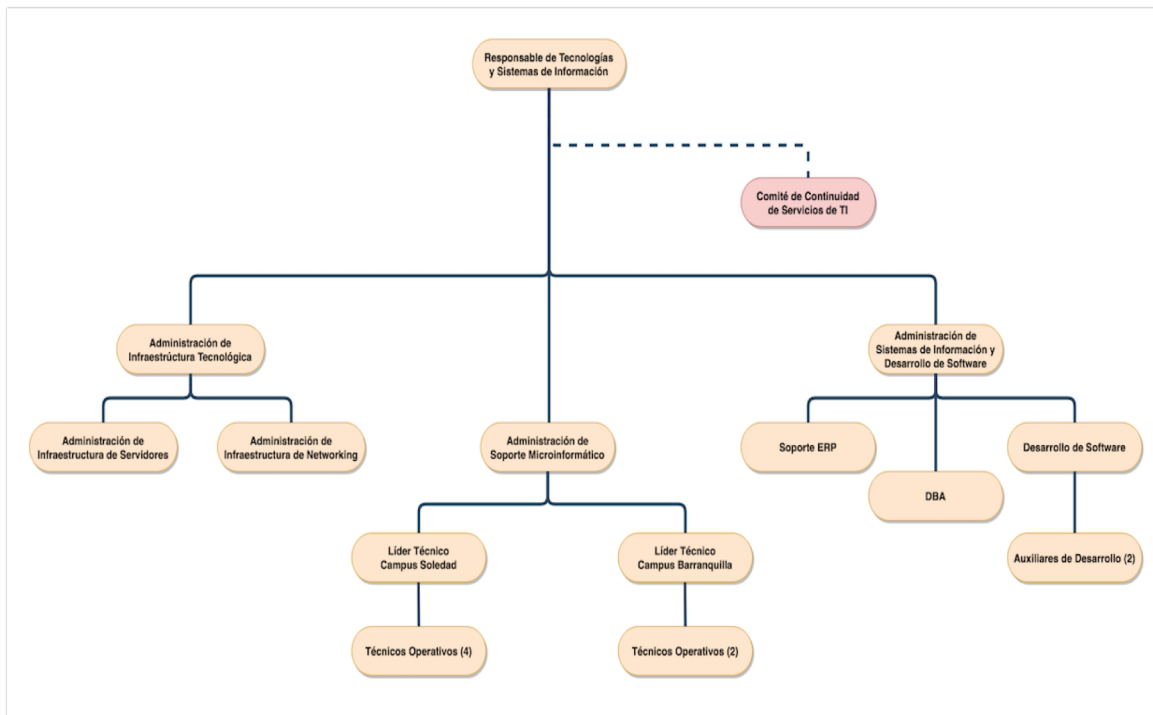 Responsable de Tecnologías
y Sistemas de Información
Comité de Continuidad
de Servicios de TI
Administración de
Infraestrúctura Tecnológica
Administración de
Sistemas de Información y
Desarrollo de Software
Administración de
Infraestructura de Servidores
Administración de
Infraestructura de Networking
Administración de
Soporte Microinformático
Soporte ERP
Desarrollo de Software
DBA
Líder Técnico
Campus Soledad
Líder Técnico
Campus Barranquilla
Auxiliares de Desarrollo (2)
Técnicos Operativos (4)
Técnicos Operativos (2)